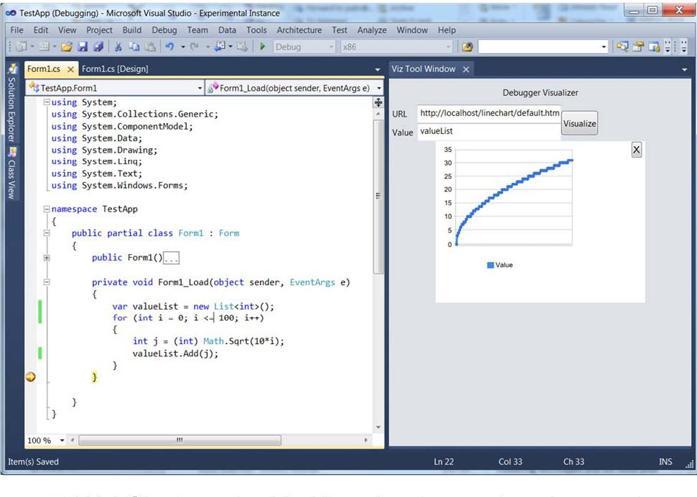 TestApp (Debugging) - Microsoft Visual Studio - Experimental Instance
File Edit View Project Build Debug Team Data Tools Architecture Test Analyze Window Help
Debug x86
Form1.cs × Form1.cs [Design]
TestApp.Form1 Form1_Load(object sender, EventArgs e)
Solution Explorer
Class View
using System;
using System.Collections.Generic;
using System.ComponentModel;
using System.Data;
using System.Drawing;
using System.Linq;
using System.Text;
using System.Windows.Forms;
namespace TestApp
{
public partial class Form1 : Form
{
public Form1()...
private void Form1_Load(object sender, EventArgs e)
{
var valueList = new List<int>();
for (int i = 0; i <= 100; i++)
{
int j = (int) Math.Sqrt(10*i);
valueList.Add(j);
}
}
}
}
100 %
Viz Tool Window ×
Debugger Visualizer
URL http://localhost/linechart/default.htm
Visualize
Value valueList
X
35
30
25
20
15
10
5
0
Value
Item(s) Saved Ln 22 Col 33 Ch 33 INS